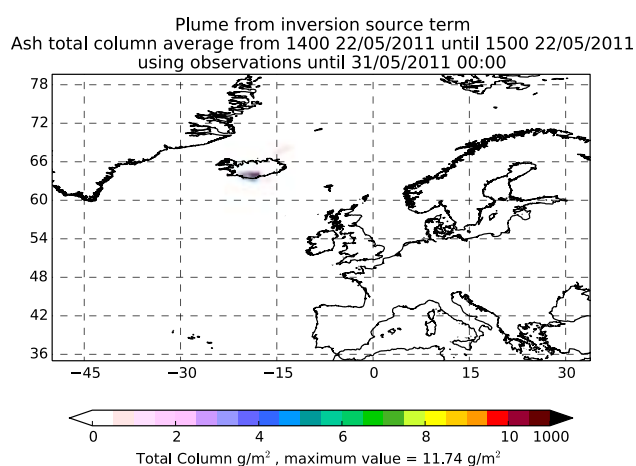 Plume from inversion source term
Ash total column average from 1400 22/05/2011 until 1500 22/05/2011
using observations until 31/05/2011 00:00
78
72
66
60
54
48
42
36
−45 −30 −15 0 15 30
0 2 4 6 8 10 1000
Total Column g/m² , maximum value = 11.74 g/m²